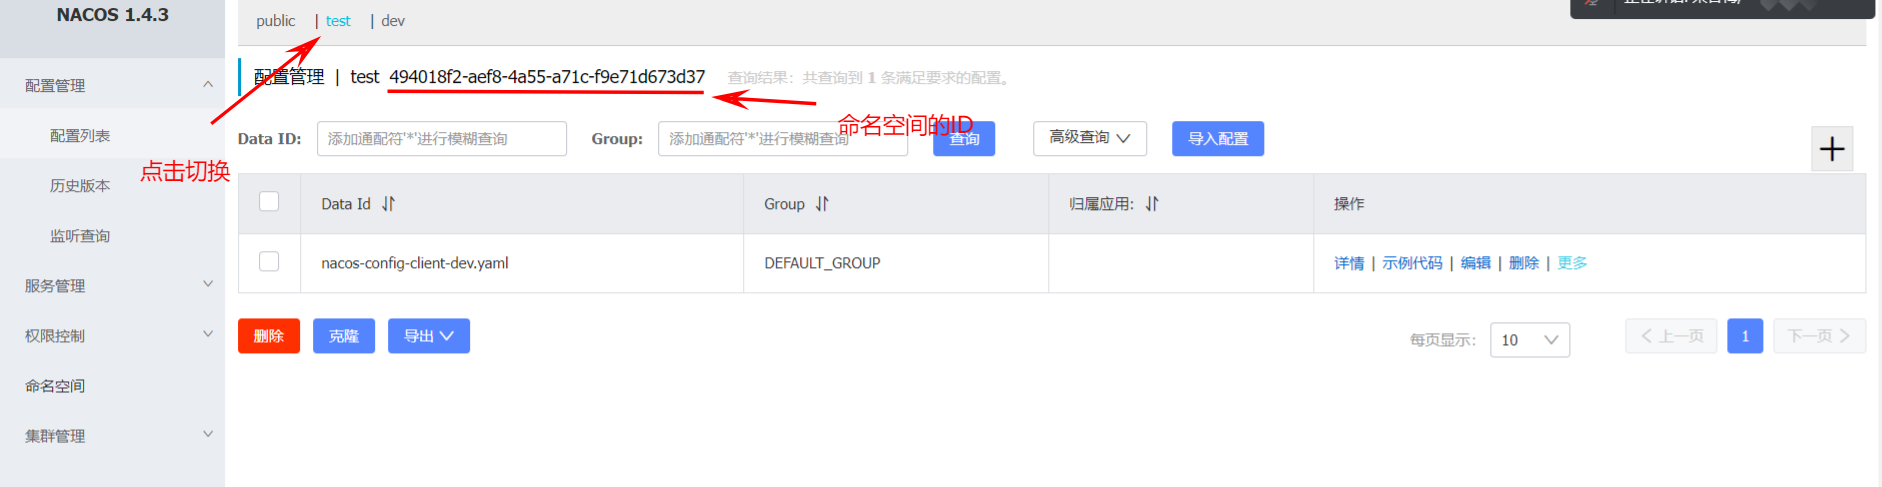 NACOS 1.4.3
public | test | dev
配置管理 | test 494018f2-aef8-4a55-a71c-f9e71d673d37 查询结果：共查询到 1 条满足要求的配置。
配置管理
配置列表
历史版本
监听查询
服务管理
权限控制
命名空间
集群管理
点击切换
命名空间的ID
Data ID: 添加通配符'*'进行模糊查询 Group: 添加通配符'*'进行模糊查询 查询 高级查询 导入配置
Data Id Group 归属应用: 操作
nacos-config-client-dev.yaml DEFAULT_GROUP 详情 | 示例代码 | 编辑 | 删除 | 更多
删除 克隆 导出 每页显示: 10 上一页 1 下一页